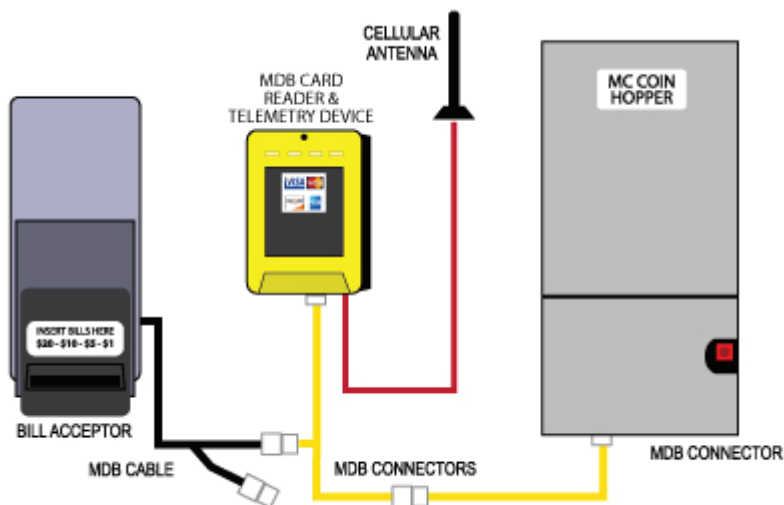 CELLULAR
ANTENNA
MDB CARD
READER &
TELEMETRY DEVICE
MC COIN
HOPPER
VISA
INSERT BILLS HERE
$20 - $10 - $5 - $1
BILL ACCEPTOR
MDB CABLE
MDB CONNECTORS
MDB CONNECTOR